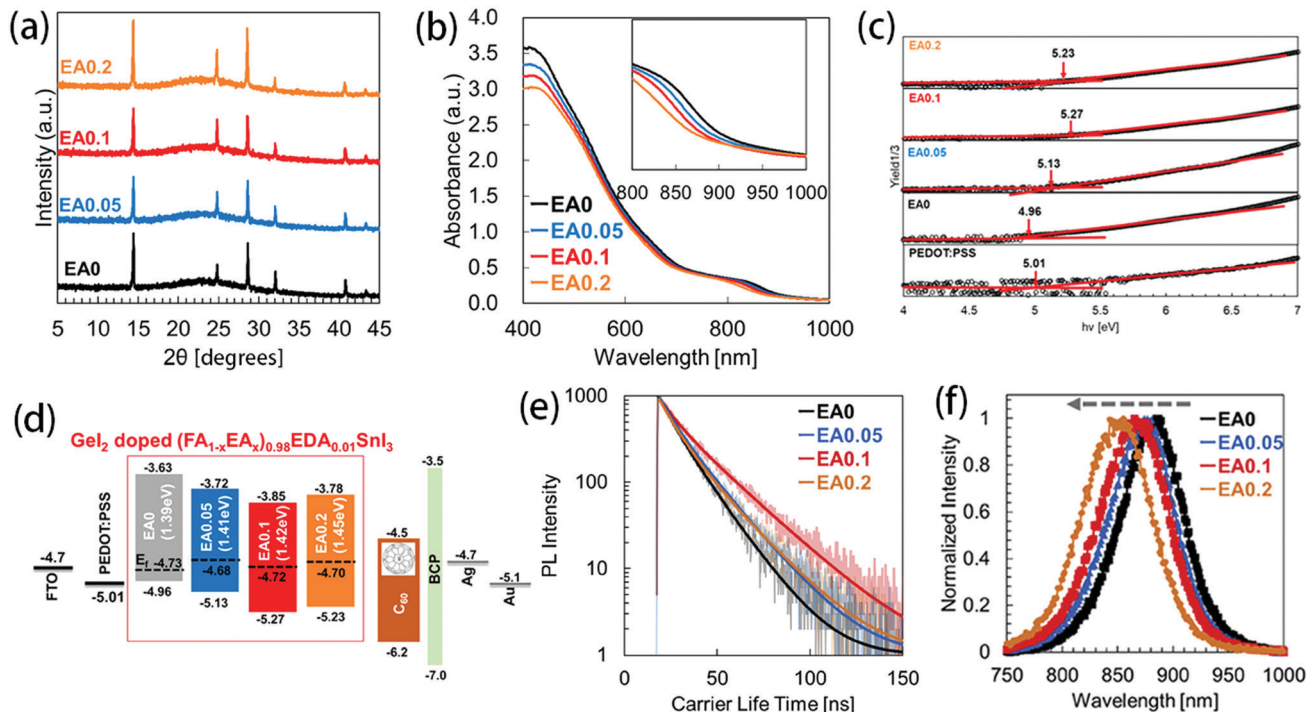 (a)
Intensity (a.u.)
EA0.2
EA0.1
EA0.05
EA0
5 10 15 20 25 30 35 40 45
2θ [degrees]
(b)
Absorbance (a.u.)
4.0
3.5
3.0
2.5
2.0
1.5
1.0
0.5
0.0
800 850 900 950 1000
EA0
EA0.05
EA0.1
EA0.2
400 600 800 1000
Wavelength [nm]
(c)
Yield1/3
EA0.2
5.23
EA0.1
5.27
EA0.05
5.13
EA0
4.96
PEDOT:PSS
5.01
4 4.5 5 5.5 6 6.5 7
hν [eV]
(d)
GeI2 doped (FA1-xEAx)0.98EDA0.01SnI3
-4.7
FTO
PEDOT:PSS
-5.01
-3.63
EA0
(1.39eV)
Ef -4.73
-4.96
-3.72
EA0.05
(1.41eV)
-4.68
-5.13
-3.85
EA0.1
(1.42eV)
-4.72
-5.27
-3.78
EA0.2
(1.45eV)
-4.70
-5.23
-4.5
C60
-6.2
-3.5
BCP
-7.0
-4.7
Ag
-5.1
Au
(e)
PL Intensity
1000
100
10
1
EA0
EA0.05
EA0.1
EA0.2
0 50 100 150
Carrier Life Time [ns]
(f)
Normalized Intensity
1
0.8
0.6
0.4
0.2
0
EA0
EA0.05
EA0.1
EA0.2
750 800 850 900 950 1000
Wavelength [nm]